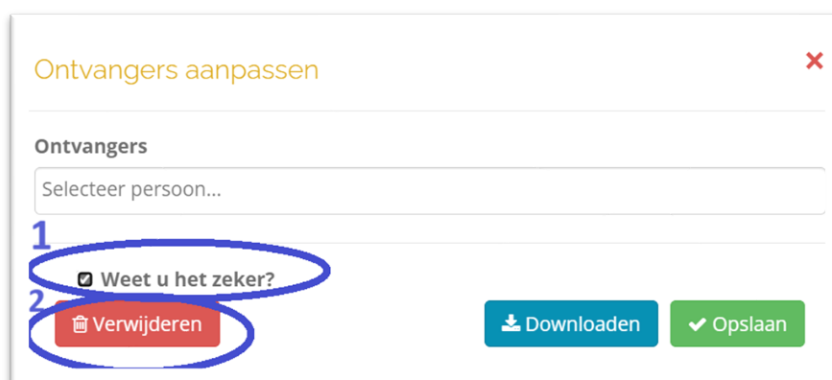 Ontvangers aanpassen
Ontvangers
Selecteer persoon...
1
Weet u het zeker?
2
Verwijderen
Downloaden
Opslaan